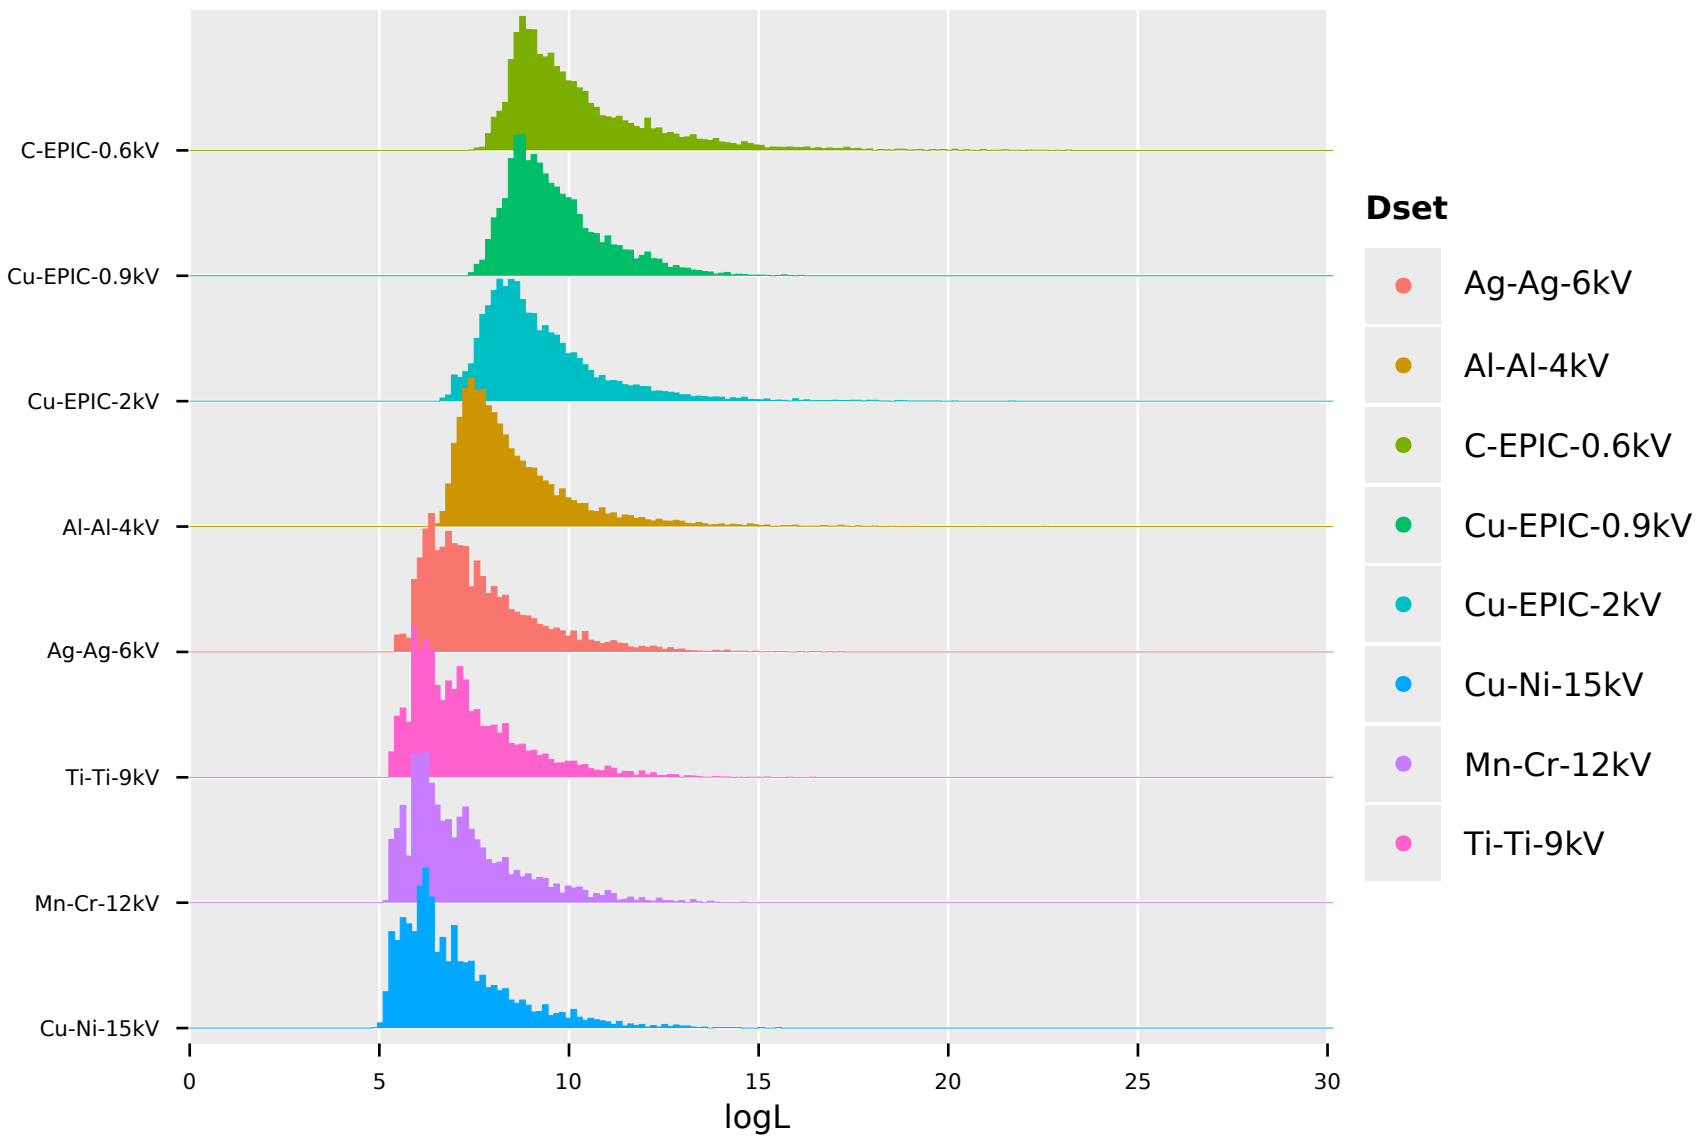 C-EPIC-0.6kV
Cu-EPIC-0.9kV
Cu-EPIC-2kV
Al-Al-4kV
Ag-Ag-6kV
Ti-Ti-9kV
Mn-Cr-12kV
Cu-Ni-15kV
0 5 10 15 20 25 30
logL
Dset
Ag-Ag-6kV
Al-Al-4kV
C-EPIC-0.6kV
Cu-EPIC-0.9kV
Cu-EPIC-2kV
Cu-Ni-15kV
Mn-Cr-12kV
Ti-Ti-9kV